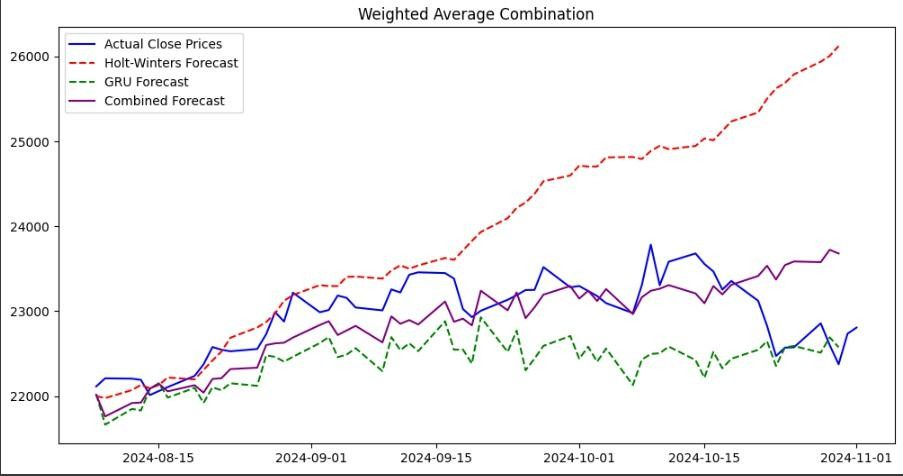 Weighted Average Combination
Actual Close Prices
Holt-Winters Forecast
GRU Forecast
Combined Forecast
26000
25000
24000
23000
22000
2024-08-15 2024-09-01 2024-09-15 2024-10-01 2024-10-15 2024-11-01